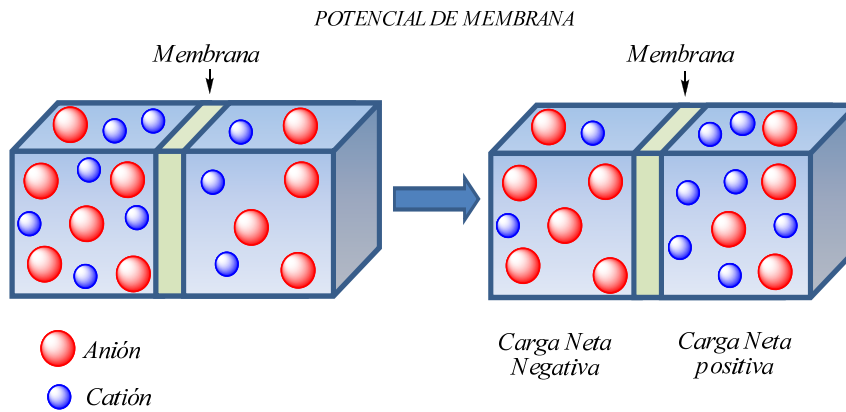 POTENCIAL DE MEMBRANA
Membrana
Membrana
Carga Neta
Negativa
Carga Neta
positiva
Anión
Catión